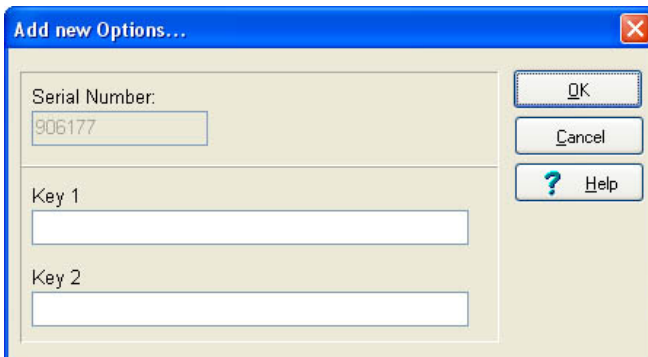 Add new Options...
Serial Number:
906177
OK
Cancel
Help
Key 1
Key 2